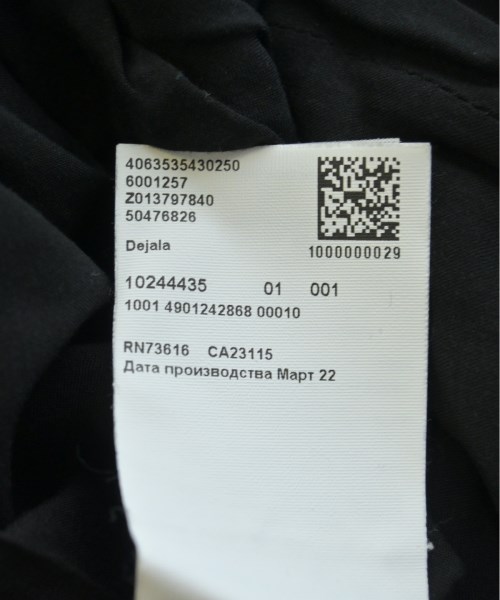 4063535430250
6001257
Z013797840
50476826
1000000029
Dejala
10244435 01 001
1001 4901242868 00010
RN73616 CA23115
Дата производства Март 22